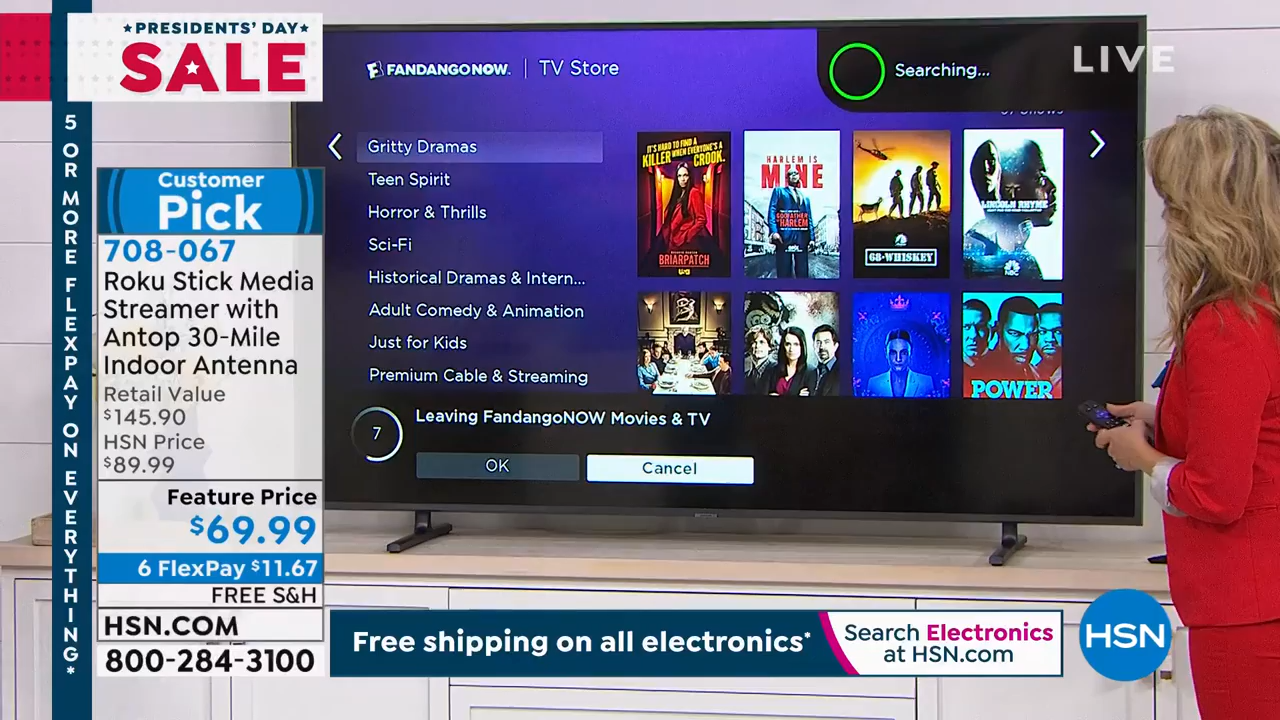 ★PRESIDENTS' DAY★
SALE
5 OR MORE FLEXPAY ON EVERYTHING*
Customer
Pick
708-067
Roku Stick Media
Streamer with
Antop 30-Mile
Indoor Antenna
Retail Value
$145.90
HSN Price
$89.99
Feature Price
$69.99
6 FlexPay $11.67
FREE S&H
HSN.COM
800-284-3100
FANDANGONOW. | TV Store
Searching...
LIVE
Gritty Dramas
Teen Spirit
Horror & Thrills
Sci-Fi
Historical Dramas & Intern...
Adult Comedy & Animation
Just for Kids
Premium Cable & Streaming
IT'S HARD TO FIND A
KILLER WHEN EVERYONE'S A
CROOK.
BRIARPATCH
USA
HARLEM IS
MINE
GODFATHER
OF HARLEM
68-WHISKEY
LINCOLN RHYME
NBC
POWER
7
Leaving FandangoNOW Movies & TV
OK
Cancel
Free shipping on all electronics*
Search Electronics
at HSN.com
HSN